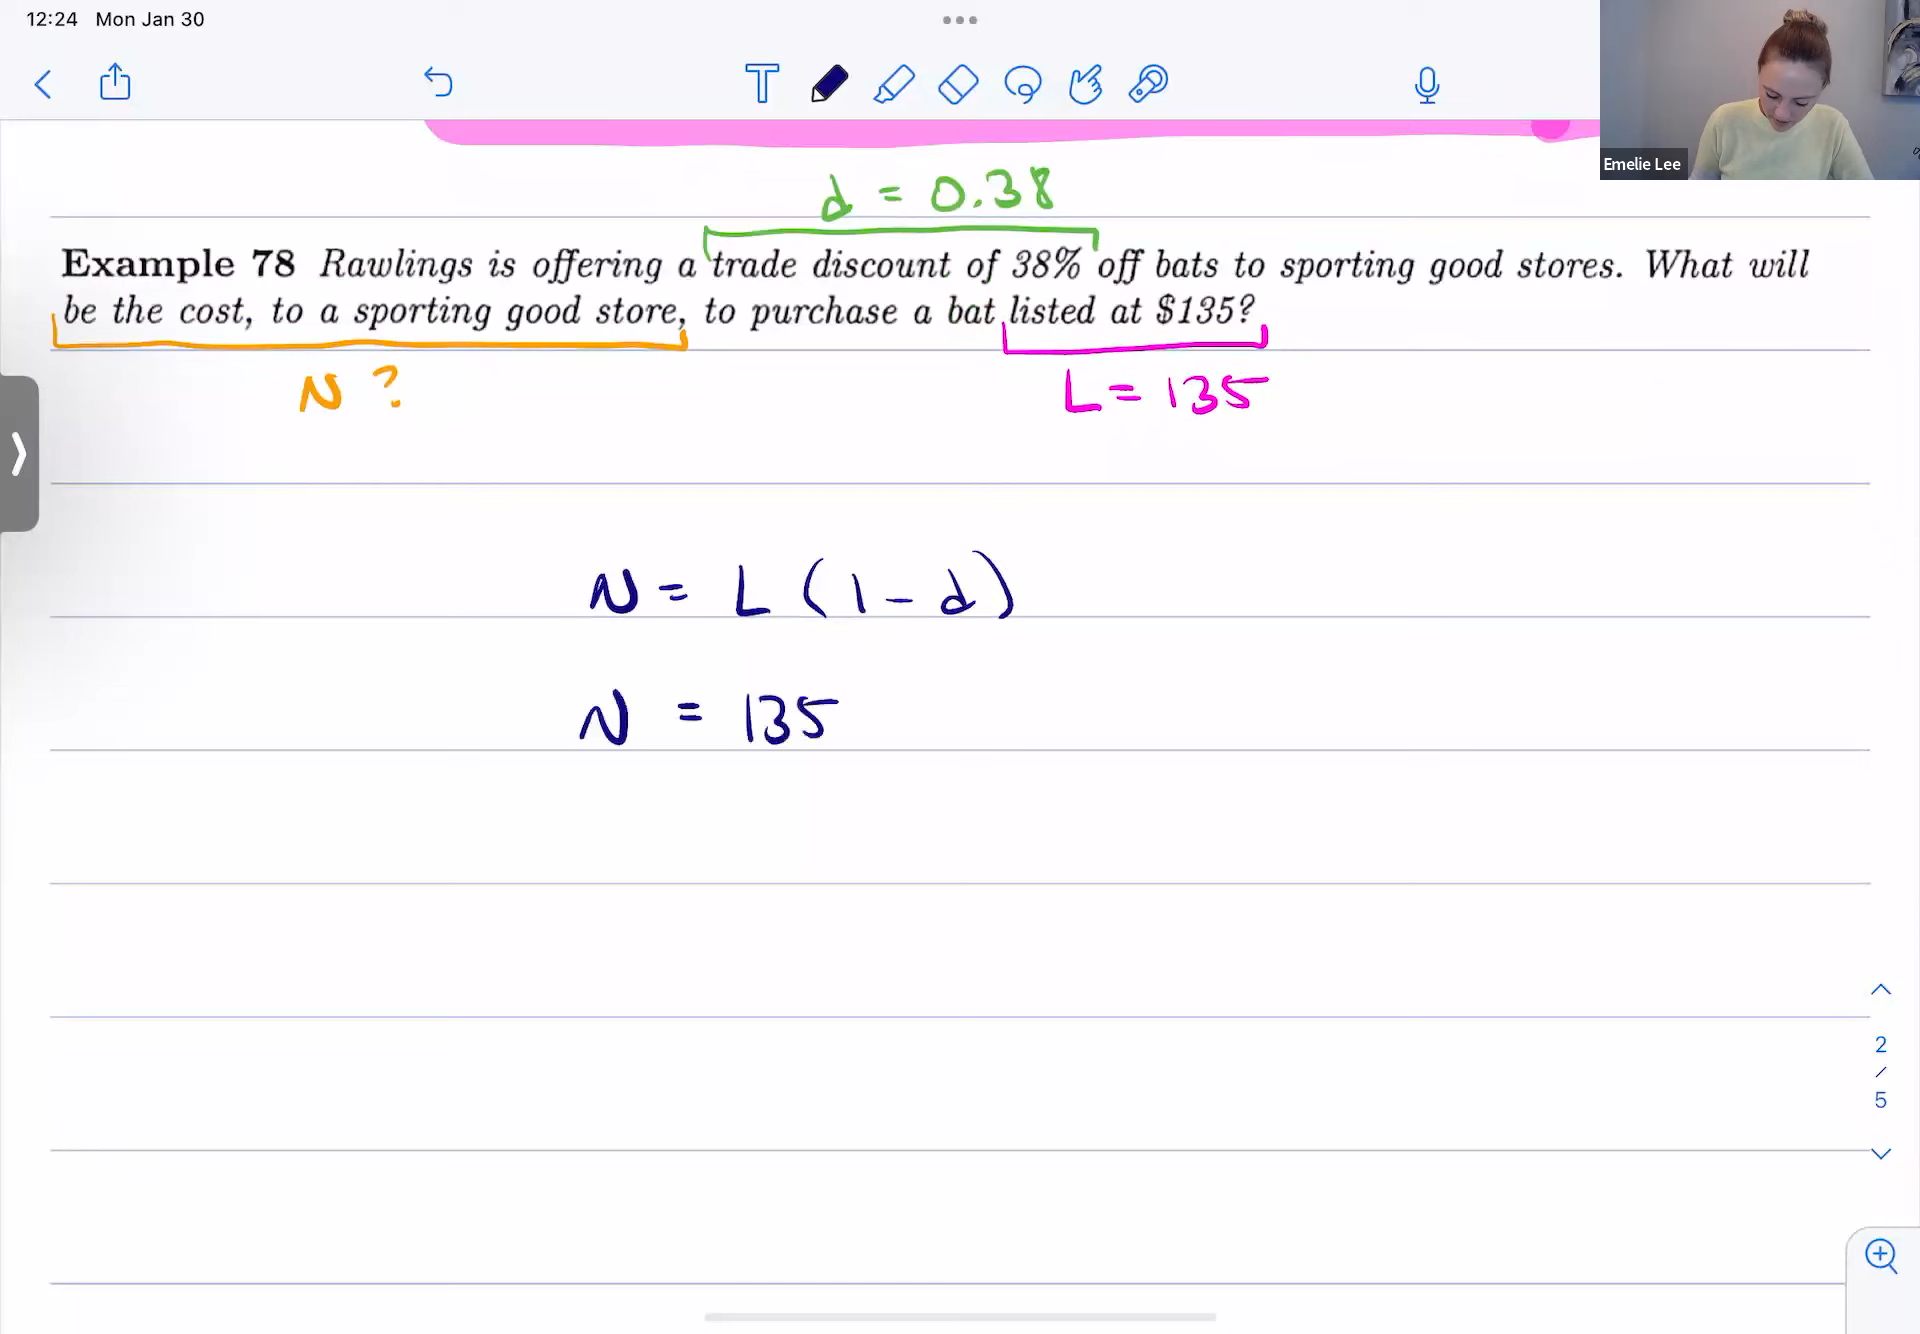 12:24 Mon Jan 30
Emelie Lee
d = 0.38
Example 78 Rawlings is offering a trade discount of 38% off bats to sporting good stores. What will
be the cost, to a sporting good store, to purchase a bat listed at $135?
N ?
L = 135
N = L (1 - d)
N = 135
2
/
5